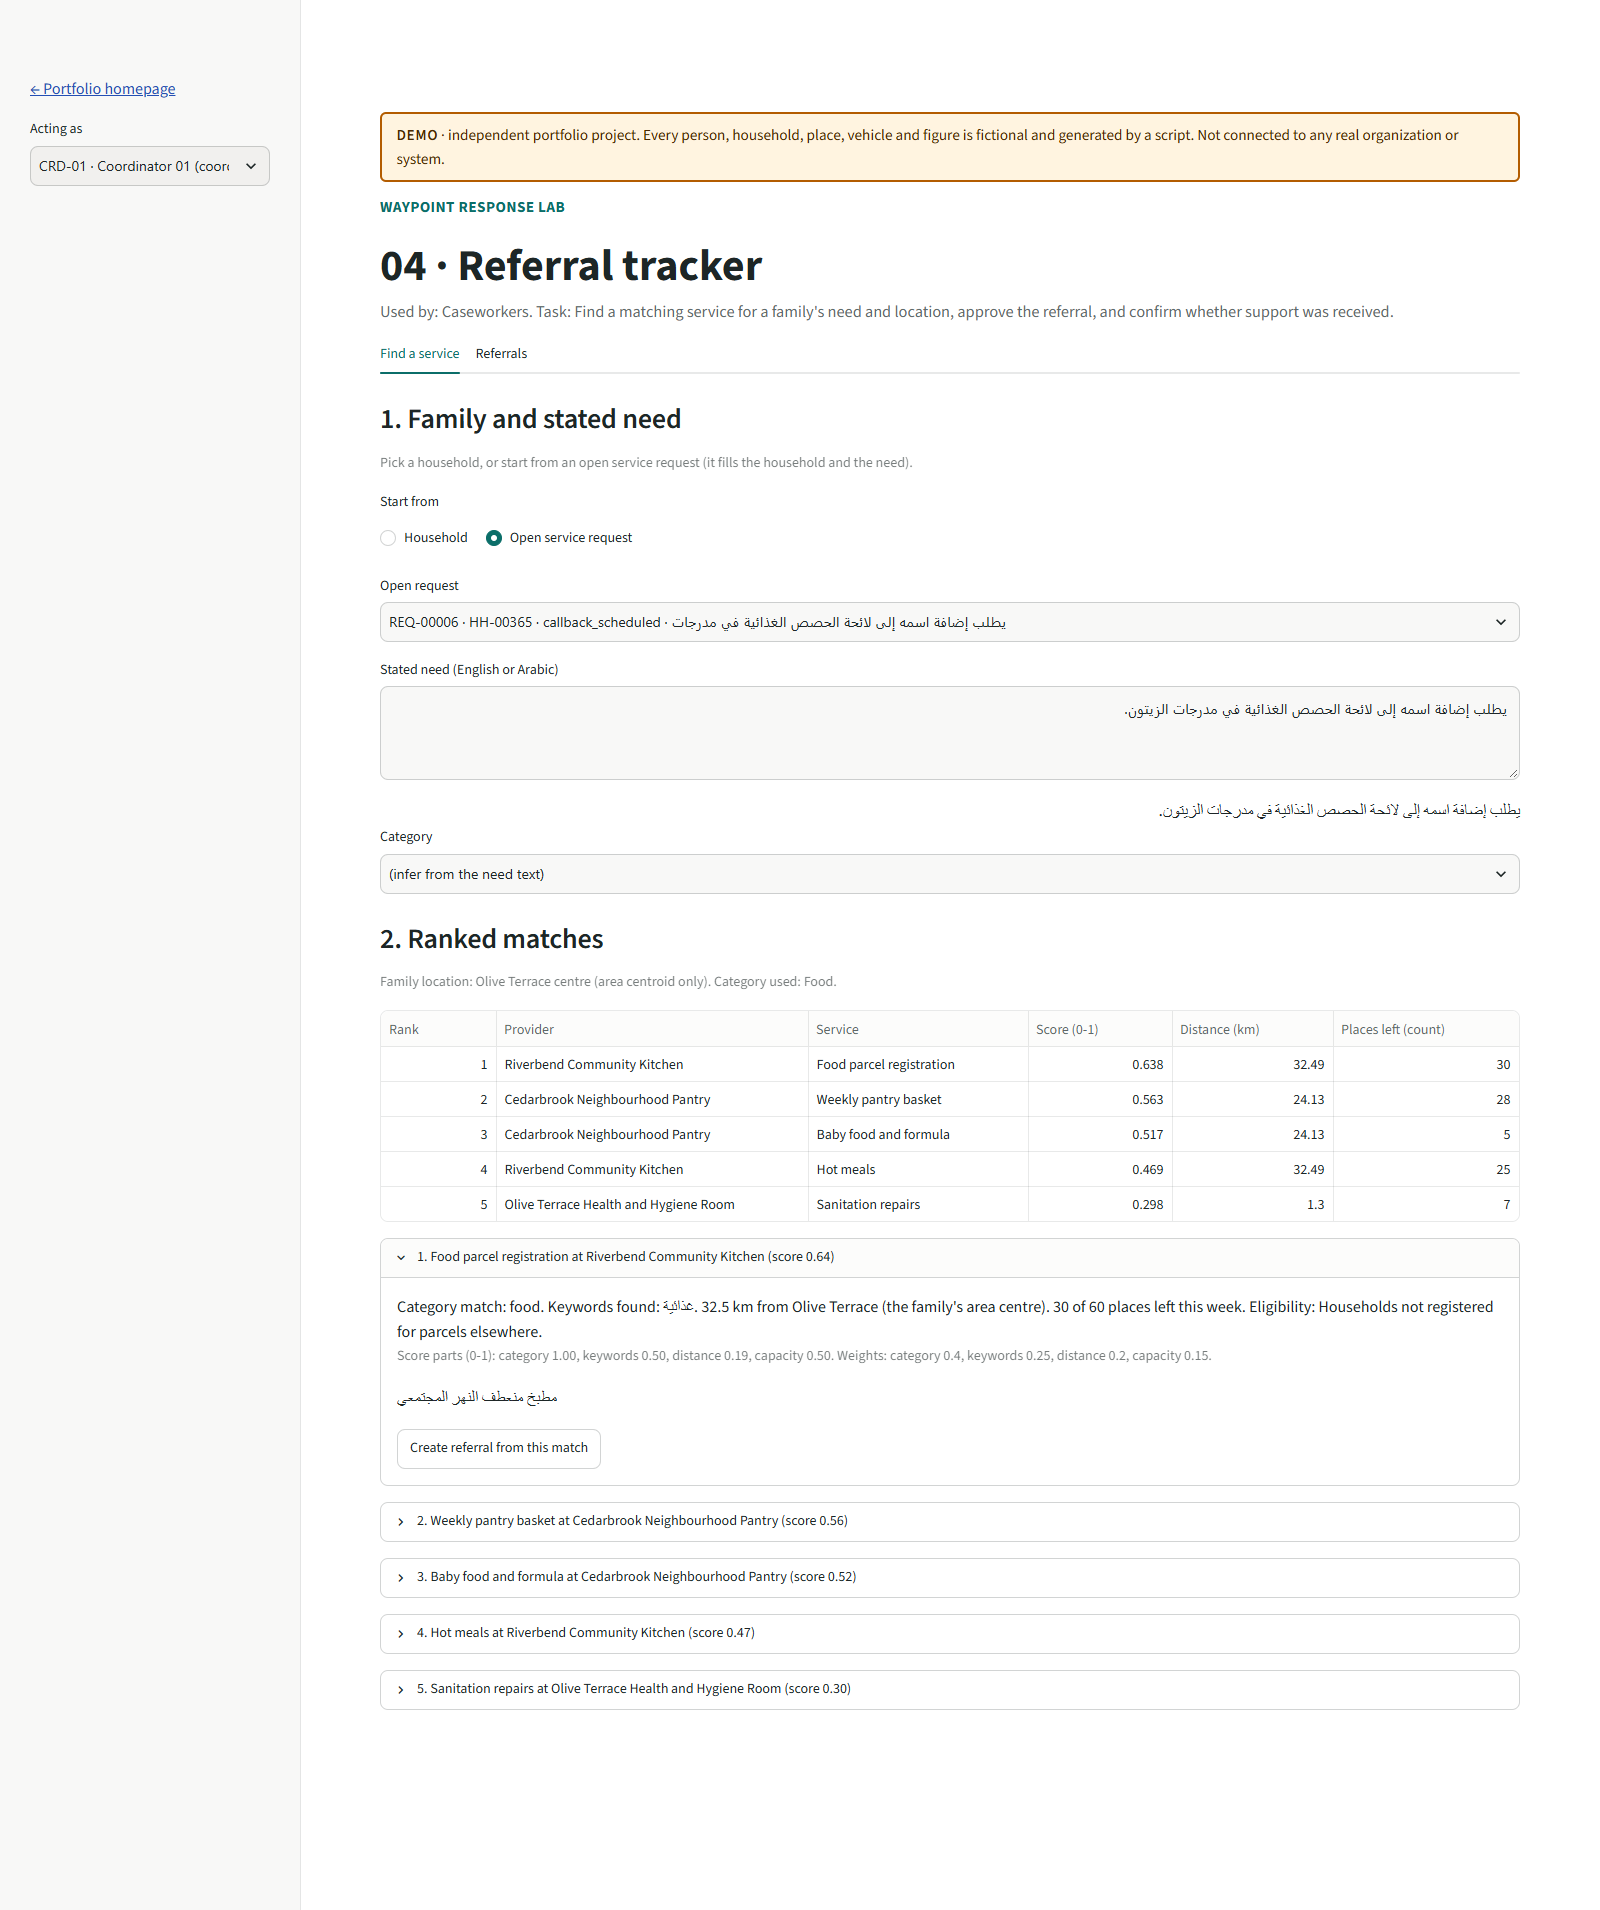 ← Portfolio homepage
Acting as
CRD-01 · Coordinator 01 (coor
DEMO · independent portfolio project. Every person, household, place, vehicle and figure is fictional and generated by a script. Not connected to any real organization or
system.
WAYPOINT RESPONSE LAB
04 · Referral tracker
Used by: Caseworkers. Task: Find a matching service for a family's need and location, approve the referral, and confirm whether support was received.
Find a service Referrals
1. Family and stated need
Pick a household, or start from an open service request (it fills the household and the need).
Start from
Household Open service request
Open request
REQ-00006 · HH-00365 · callback_scheduled · يطلب إضافة اسمه إلى لائحة الحصص الغذائية في مدرجات
Stated need (English or Arabic)
يطلب إضافة اسمه إلى لائحة الحصص الغذائية في مدرجات الزيتون.
يطلب إضافة اسمه إلى لائحة الحصص الغذائية في مدرجات الزيتون.
Category
(infer from the need text)
2. Ranked matches
Family location: Olive Terrace centre (area centroid only). Category used: Food.
Rank Provider Service Score (0-1) Distance (km) Places left (count)
1 Riverbend Community Kitchen Food parcel registration 0.638 32.49 30
2 Cedarbrook Neighbourhood Pantry Weekly pantry basket 0.563 24.13 28
3 Cedarbrook Neighbourhood Pantry Baby food and formula 0.517 24.13 5
4 Riverbend Community Kitchen Hot meals 0.469 32.49 25
5 Olive Terrace Health and Hygiene Room Sanitation repairs 0.298 1.3 7
1. Food parcel registration at Riverbend Community Kitchen (score 0.64)
Category match: food. Keywords found: غذائية. 32.5 km from Olive Terrace (the family's area centre). 30 of 60 places left this week. Eligibility: Households not registered
for parcels elsewhere.
Score parts (0-1): category 1.00, keywords 0.50, distance 0.19, capacity 0.50. Weights: category 0.4, keywords 0.25, distance 0.2, capacity 0.15.
مطبخ منعطف النهر المجتمعي
Create referral from this match
2. Weekly pantry basket at Cedarbrook Neighbourhood Pantry (score 0.56)
3. Baby food and formula at Cedarbrook Neighbourhood Pantry (score 0.52)
4. Hot meals at Riverbend Community Kitchen (score 0.47)
5. Sanitation repairs at Olive Terrace Health and Hygiene Room (score 0.30)